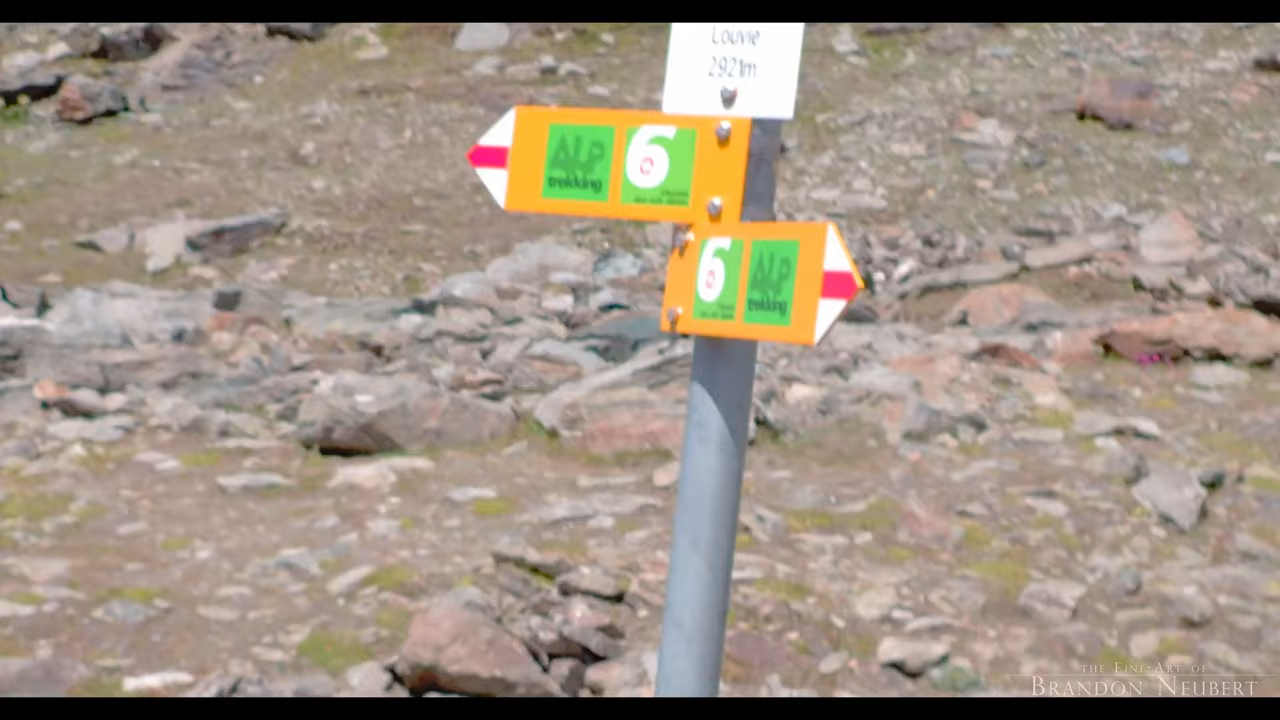 Louvie
2921m
ALP
trekking
6
6
ALP
trekking
THE FINE-ART OF
BRANDON NEUBERT